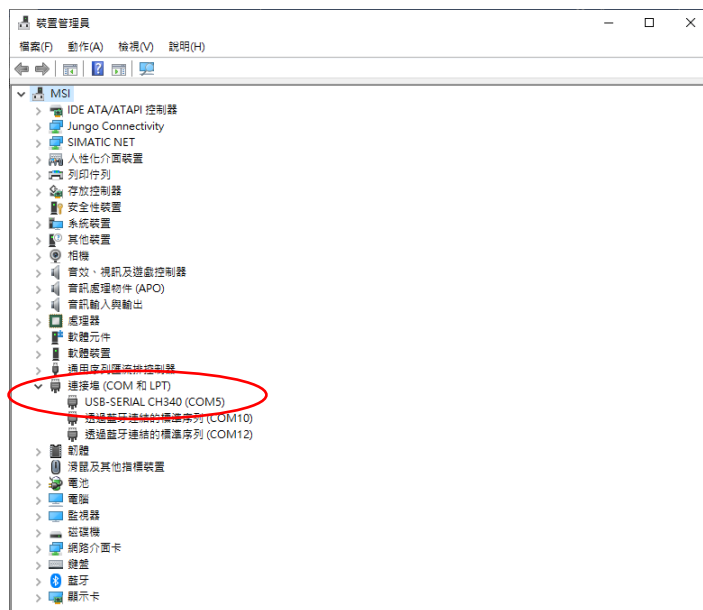 裝置管理員
檔案(F) 動作(A) 檢視(V) 說明(H)
MSI
IDE ATA/ATAPI 控制器
Jungo Connectivity
SIMATIC NET
人性化介面裝置
列印佇列
存放控制器
安全性裝置
系統裝置
其他裝置
相機
音效、視訊及遊戲控制器
音訊處理物件 (APO)
音訊輸入與輸出
處理器
軟體元件
軟體裝置
通用序列匯流排控制器
連接埠 (COM 和 LPT)
USB-SERIAL CH340 (COM5)
透過藍牙連結的標準序列 (COM10)
透過藍牙連結的標準序列 (COM12)
韌體
滑鼠及其他指標裝置
電池
電腦
監視器
磁碟機
網路介面卡
鍵盤
藍牙
顯示卡